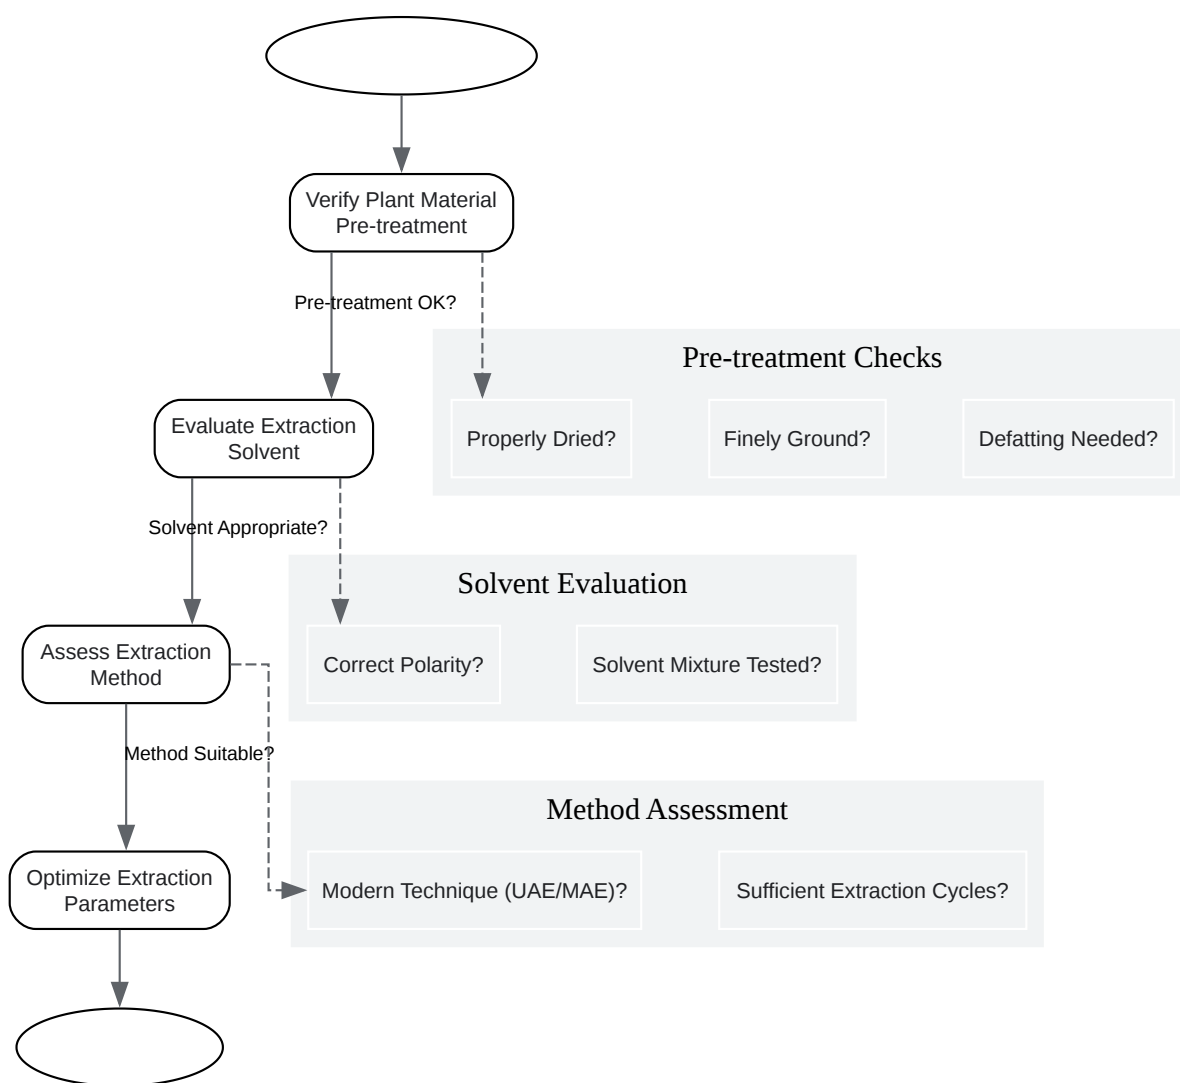 Verify Plant Material
Pre-treatment
Pre-treatment OK?
Pre-treatment Checks
Properly Dried?
Finely Ground?
Defatting Needed?
Evaluate Extraction
Solvent
Solvent Appropriate?
Solvent Evaluation
Correct Polarity?
Solvent Mixture Tested?
Assess Extraction
Method
Method Suitable?
Method Assessment
Modern Technique (UAE/MAE)?
Sufficient Extraction Cycles?
Optimize Extraction
Parameters